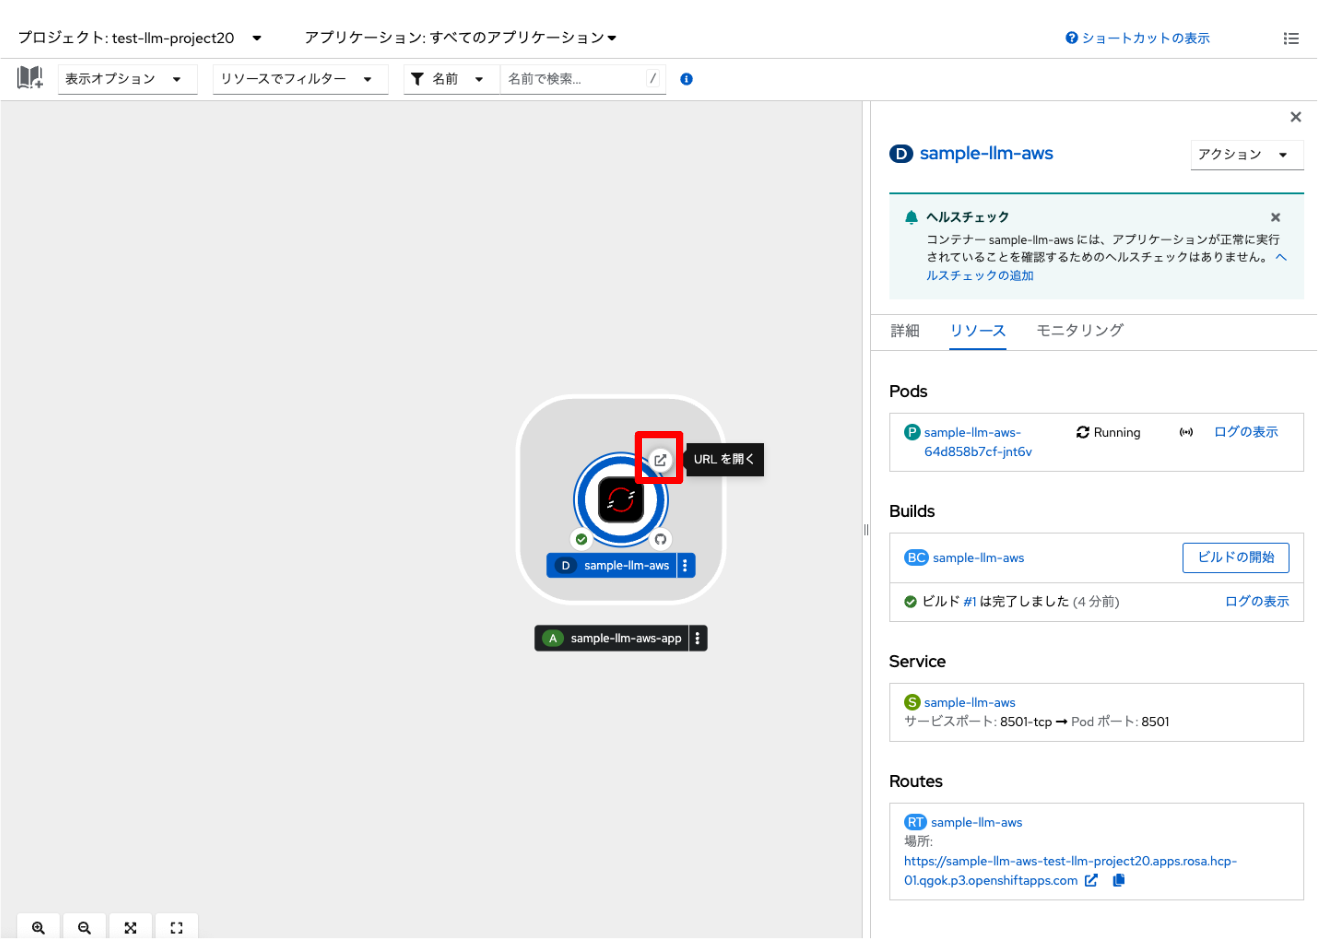 プロジェクト: test-llm-project20
アプリケーション: すべてのアプリケーション
ショートカットの表示
表示オプション
リソースでフィルター
名前
名前で検索...
/
sample-llm-aws
D
アクション
ヘルスチェック
コンテナー sample-llm-aws には、アプリケーションが正常に実行
されていることを確認するためのヘルスチェックはありません。 ヘ
ルスチェックの追加
詳細
リソース
モニタリング
Pods
P sample-llm-aws-
64d858b7cf-jnt6v
Running
ログの表示
URL を開く
Builds
BC sample-llm-aws
ビルドの開始
D sample-llm-aws
ビルド #1 は完了しました (4 分前)
ログの表示
A sample-llm-aws-app
Service
S sample-llm-aws
サービスポート: 8501-tcp → Pod ポート: 8501
Routes
RT sample-llm-aws
場所:
https://sample-llm-aws-test-llm-project20.apps.rosa.hcp-
01.qgok.p3.openshiftapps.com